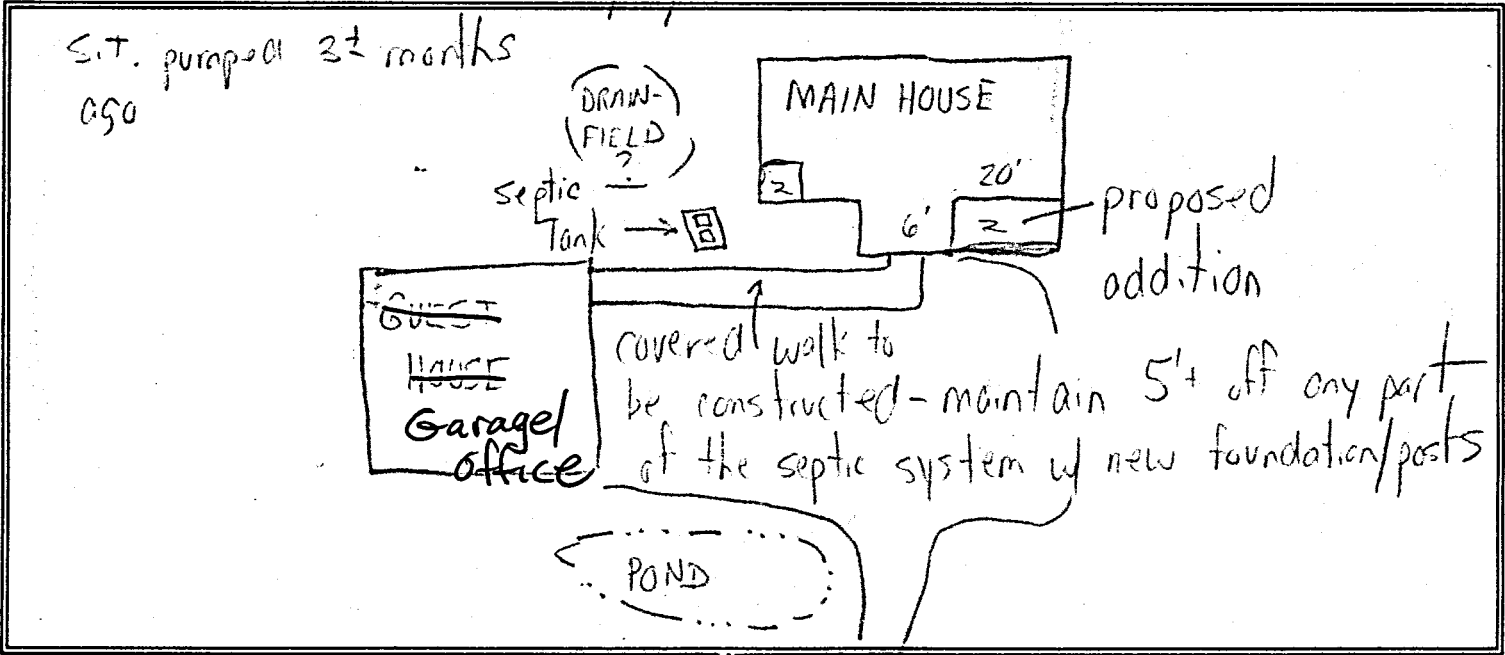 S.T. pumped 3± months
ago
DRAIN-
FIELD
?
septic
Tank
MAIN HOUSE
2
20'
6'
2
proposed
addition
GUEST
HOUSE
Garage/
office
covered walk to
be constructed - maintain 5'+ off any part
of the septic system w/ new foundation/posts
POND